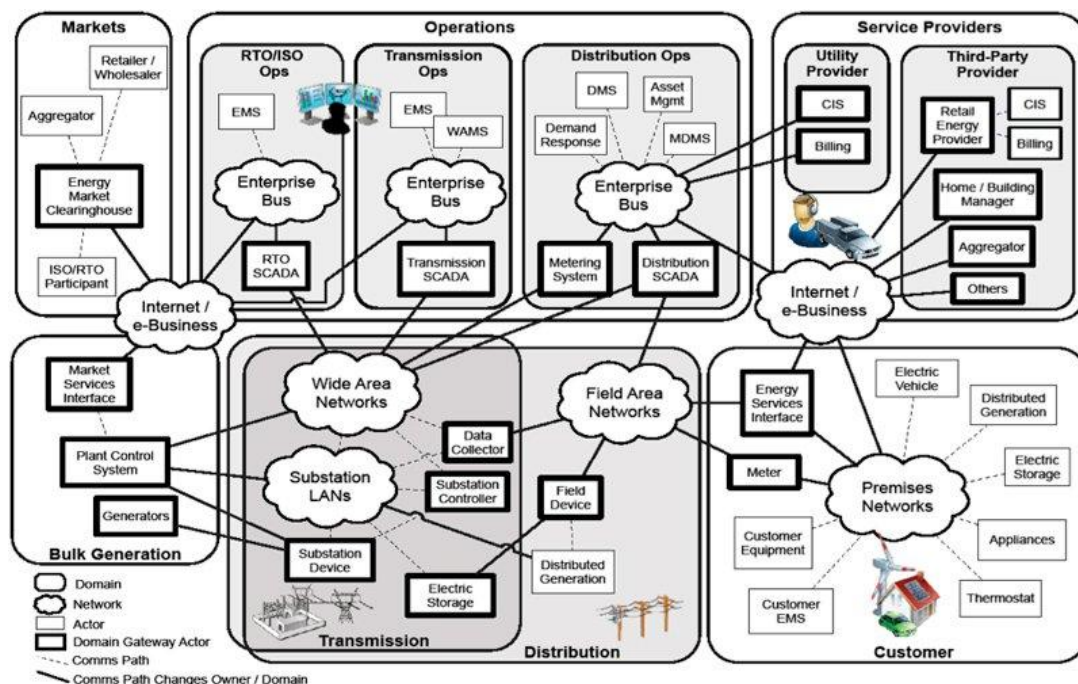 Markets
Operations
Service Providers
Retailer /
Wholesaler
Aggregator
Energy
Market
Clearinghouse
ISO/RTO
Participant
RTO/ISO
Ops
EMS
Enterprise
Bus
RTO
SCADA
Transmission
Ops
EMS
WAMS
Enterprise
Bus
Transmission
SCADA
Distribution Ops
DMS
Asset
Mgmt
Demand
Response
MDMS
Enterprise
Bus
Metering
System
Distribution
SCADA
Utility
Provider
CIS
Billing
Third-Party
Provider
Retail
Energy
Provider
CIS
Billing
Home / Building
Manager
Aggregator
Others
Internet /
e-Business
Internet /
e-Business
Market
Services
Interface
Plant Control
System
Generators
Bulk Generation
Wide Area
Networks
Substation
LANs
Data
Collector
Substation
Controller
Substation
Device
Electric
Storage
Transmission
Field Area
Networks
Field
Device
Distributed
Generation
Distribution
Energy
Services
Interface
Meter
Electric
Vehicle
Distributed
Generation
Electric
Storage
Premises
Networks
Customer
Equipment
Appliances
Customer
EMS
Thermostat
Customer
Domain
Network
Actor
Domain Gateway Actor
Comms Path
Comms Path Changes Owner / Domain